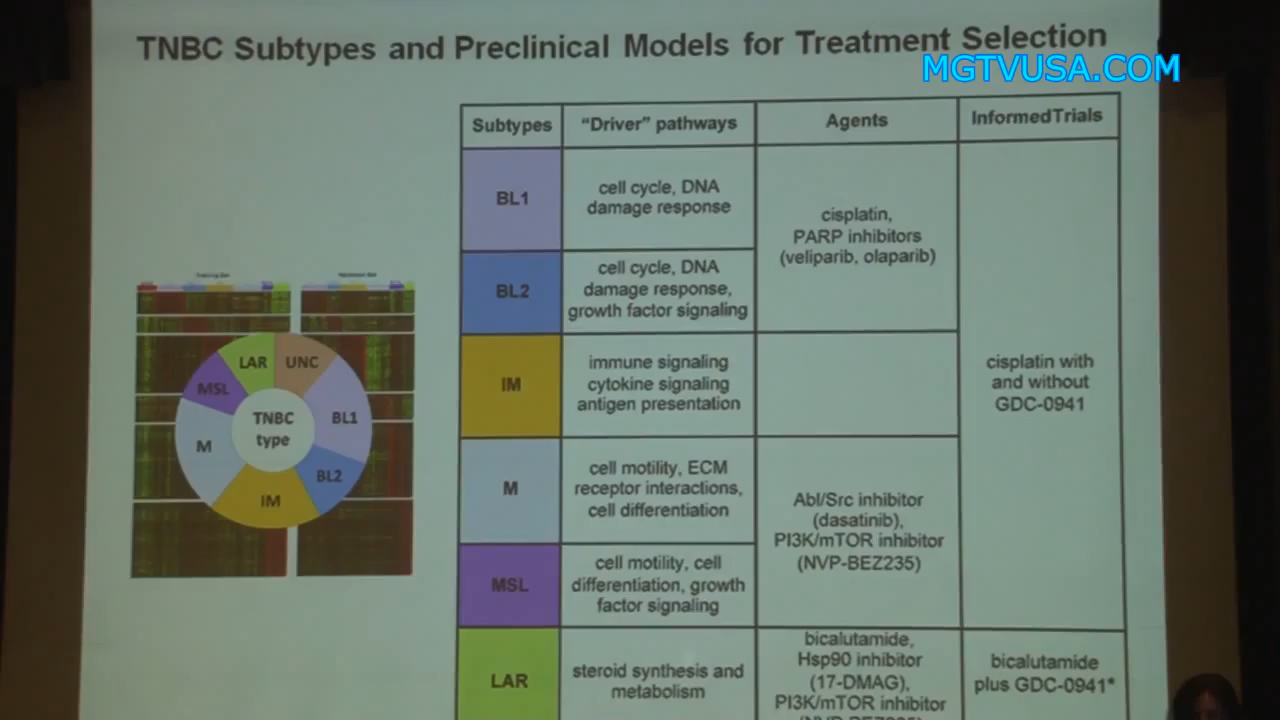 TNBC Subtypes and Preclinical Models for Treatment Selection
MGTVUSA.COM
Subtypes
"Driver" pathways
Agents
InformedTrials
BL1
cell cycle, DNA
damage response
cisplatin,
PARP inhibitors
(veliparib, olaparib)
BL2
cell cycle, DNA
damage response,
growth factor signaling
IM
immune signaling
cytokine signaling
antigen presentation
cisplatin with
and without
GDC-0941
M
cell motility, ECM
receptor interactions,
cell differentiation
Abl/Src inhibitor
(dasatinib),
PI3K/mTOR inhibitor
(NVP-BEZ235)
MSL
cell motility, cell
differentiation, growth
factor signaling
LAR
steroid synthesis and
metabolism
bicalutamide,
Hsp90 inhibitor
(17-DMAG),
PI3K/mTOR inhibitor
bicalutamide
plus GDC-0941*
LAR
UNC
MSL
BL1
TNBC
type
M
BL2
IM